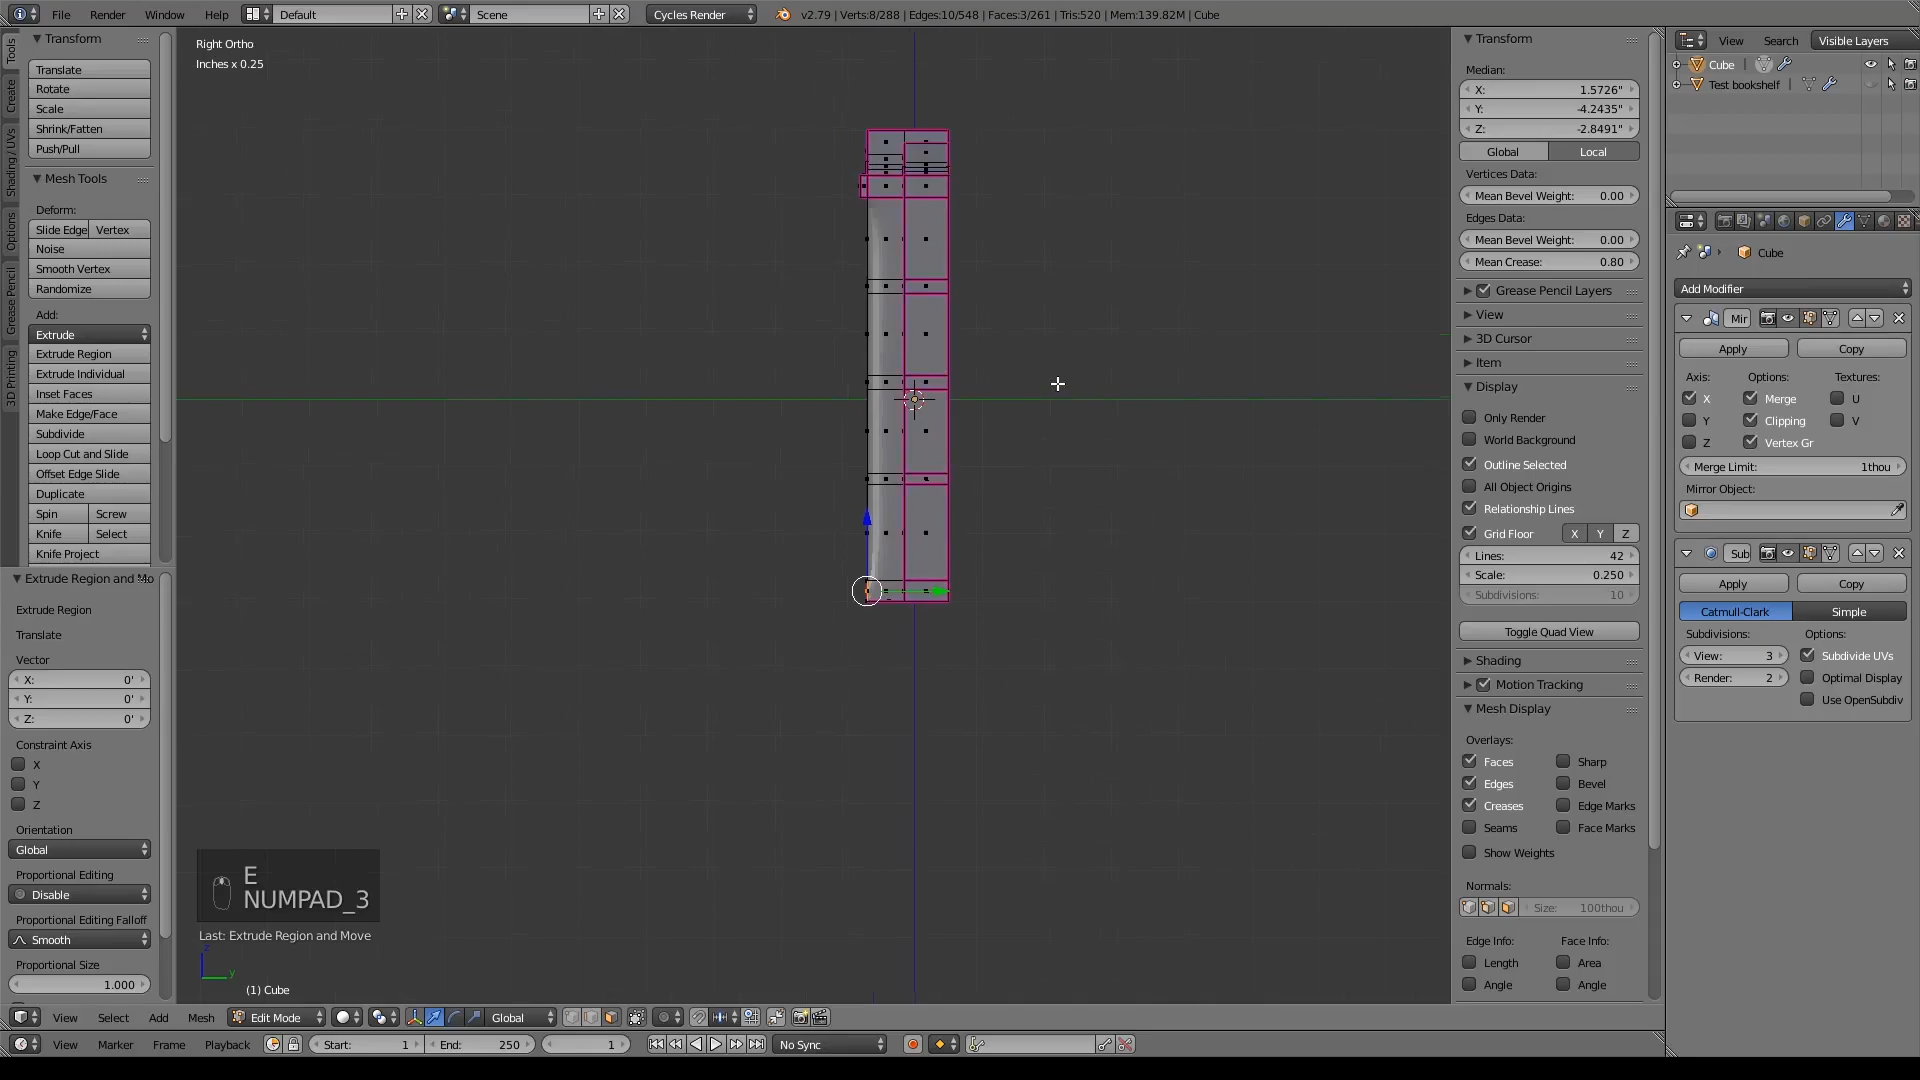 File Render Window Help Default Scene Cycles Render v2.79 | Verts:8/288 | Edges:10/548 | Faces:3/261 | Tris:520 | Mem:139.82M | Cube
Tools
Create
Shading / UVs
Options
Grease Pencil
3D Printing
Transform
Translate
Rotate
Scale
Shrink/Fatten
Push/Pull
Mesh Tools
Deform:
Slide Edge Vertex
Noise
Smooth Vertex
Randomize
Add:
Extrude
Extrude Region
Extrude Individual
Inset Faces
Make Edge/Face
Subdivide
Loop Cut and Slide
Offset Edge Slide
Duplicate
Spin Screw
Knife Select
Knife Project
Extrude Region and Mo
Extrude Region
Translate
Vector
X: 0'
Y: 0'
Z: 0'
Constraint Axis
X
Y
Z
Orientation
Global
Proportional Editing
Disable
Proportional Editing Falloff
Smooth
Proportional Size
1.000
Right Ortho
Inches x 0.25
E
NUMPAD_3
Last: Extrude Region and Move
z
y
(1) Cube
Transform
Median:
X: 1.5726"
Y: -4.2435"
Z: -2.8491"
Global Local
Vertices Data:
Mean Bevel Weight: 0.00
Edges Data:
Mean Bevel Weight: 0.00
Mean Crease: 0.80
Grease Pencil Layers
View
3D Cursor
Item
Display
Only Render
World Background
Outline Selected
All Object Origins
Relationship Lines
Grid Floor X Y Z
Lines: 42
Scale: 0.250
Subdivisions: 10
Toggle Quad View
Shading
Motion Tracking
Mesh Display
Overlays:
Faces Sharp
Edges Bevel
Creases Edge Marks
Seams Face Marks
Show Weights
Normals:
Size: 100thou
Edge Info: Face Info:
Length Area
Angle Angle
View Search Visible Layers
Cube
Test bookshelf
Cube
Add Modifier
Mir
Apply Copy
Axis: Options: Textures:
X Merge U
Y Clipping V
Z Vertex Gr
Merge Limit: 1thou
Mirror Object:
Sub
Apply Copy
Catmull-Clark Simple
Subdivisions: Options:
View: 3 Subdivide UVs
Render: 2 Optimal Display
Use OpenSubdiv
View Select Add Mesh Edit Mode Global
View Marker Frame Playback Start: 1 End: 250 1 No Sync